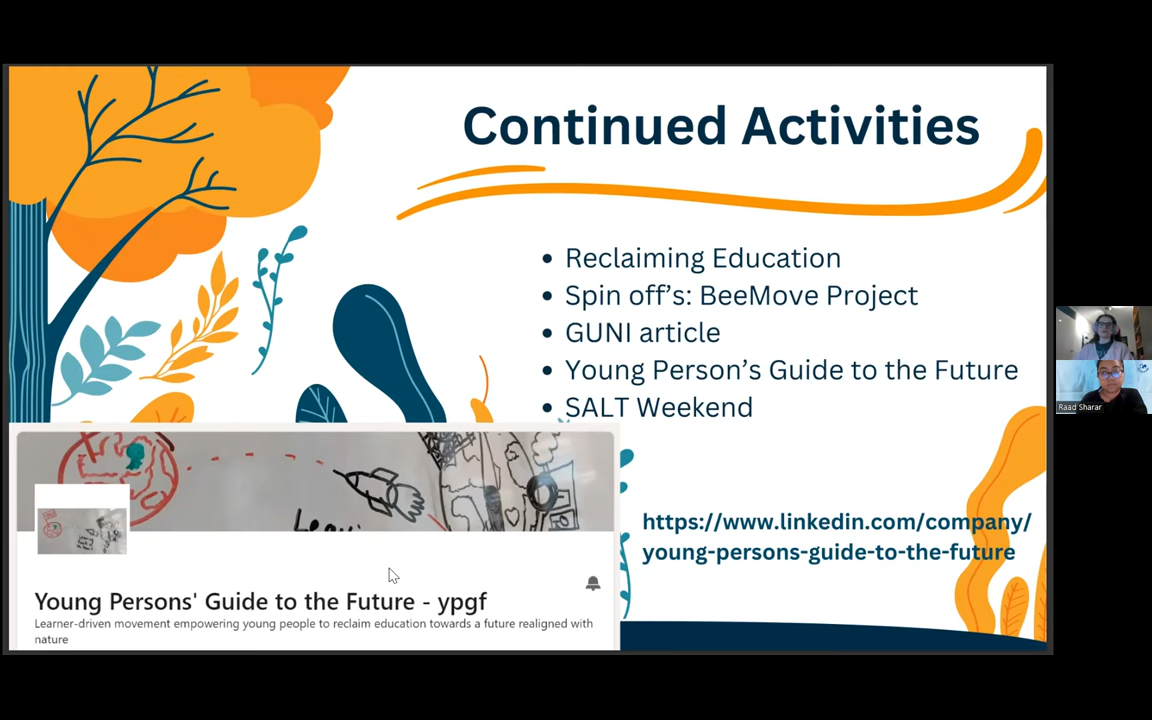 Continued Activities
Reclaiming Education
Spin off's: BeeMove Project
GUNI article
Young Person's Guide to the Future
SALT Weekend
https://www.linkedin.com/company/
young-persons-guide-to-the-future
Young Persons' Guide to the Future - ypgf
Learner-driven movement empowering young people to reclaim education towards a future realigned with
nature
Raad Sharar